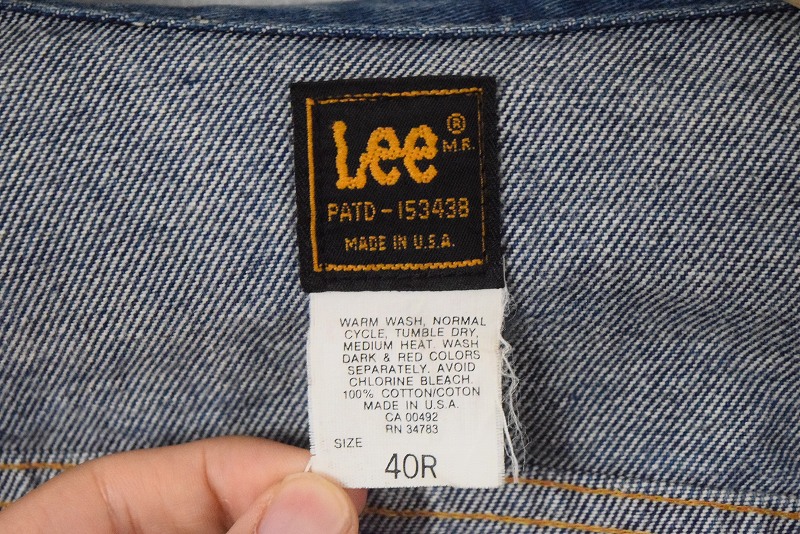 Lee ®
M.R.
PATD-153438
MADE IN U.S.A.
WARM WASH, NORMAL
CYCLE, TUMBLE DRY,
MEDIUM HEAT. WASH
DARK & RED COLORS
SEPARATELY. AVOID
CHLORINE BLEACH.
100% COTTON/COTON
MADE IN U.S.A.
CA 00492
RN 34783
SIZE
40R